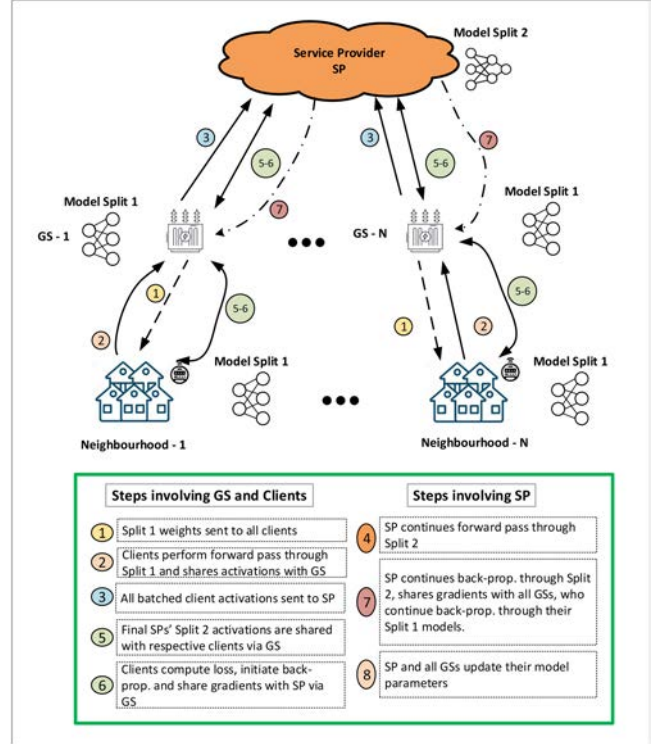 Model Split 2
Service Provider
SP
3
5-6
7
3
5-6
7
Model Split 1
GS - 1
GS - N
Model Split 1
1
2
5-6
1
2
5-6
Model Split 1
Model Split 1
Neighbourhood - 1
Neighbourhood - N
Steps involving GS and Clients
1 Split 1 weights sent to all clients
2 Clients perform forward pass through
Split 1 and shares activations with GS
3 All batched client activations sent to SP
5 Final SPs' Split 2 activations are shared
with respective clients via GS
6 Clients compute loss, initiate back-
prop. and share gradients with SP via
GS
Steps involving SP
4 SP continues forward pass through
Split 2
7 SP continues back-prop. through Split
2, shares gradients with all GSs, who
continue back-prop. through their
Split 1 models.
8 SP and all GSs update their model
parameters